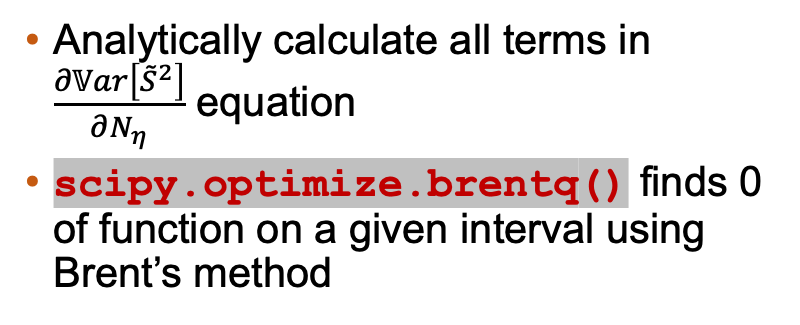 • Analytically calculate all terms in
∂𝕍ar[S̃²]/∂N_η equation
• scipy.optimize.brentq() finds 0
of function on a given interval using
Brent’s method